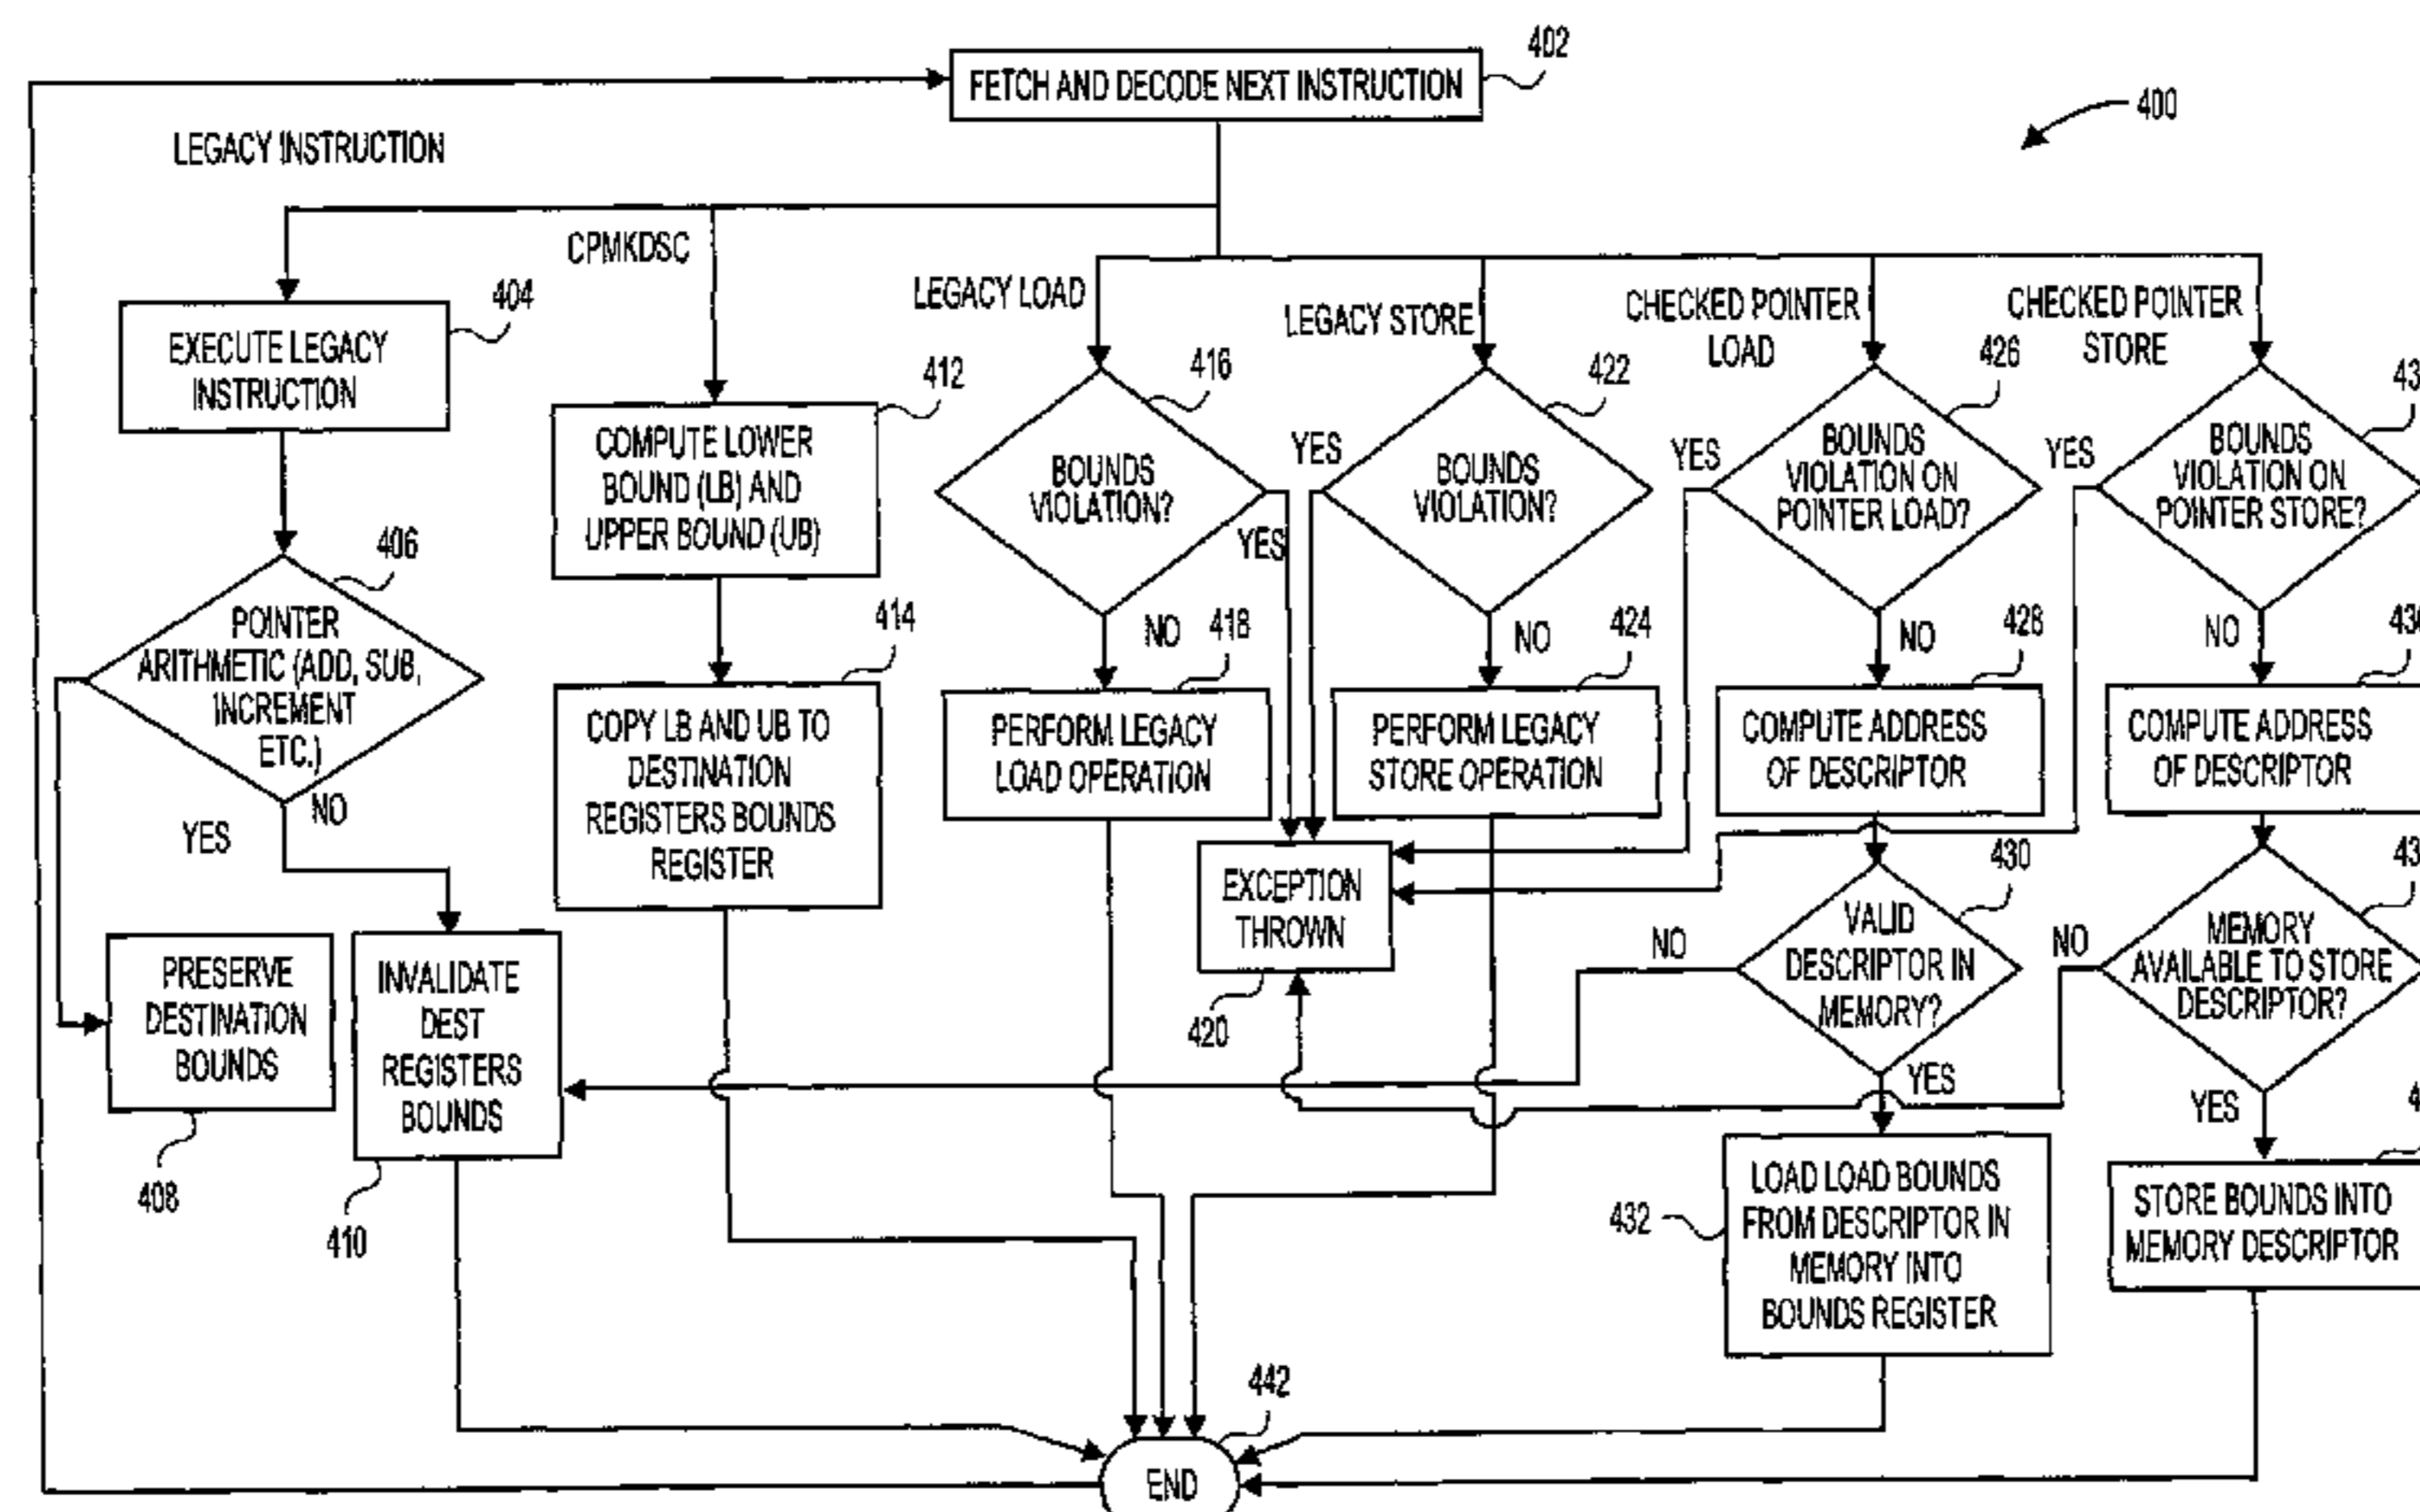 402
FETCH AND DECODE NEXT INSTRUCTION
400
LEGACY INSTRUCTION
CPMKDSC
LEGACY LOAD
LEGACY STORE
CHECKED POINTER
LOAD
CHECKED POINTER
STORE
404
EXECUTE LEGACY
INSTRUCTION
406
POINTER
ARITHMETIC (ADD, SUB,
INCREMENT
ETC.)
YES
NO
PRESERVE
DESTINATION
BOUNDS
408
INVALIDATE
DEST
REGISTERS
BOUNDS
410
412
COMPUTE LOWER
BOUND (LB) AND
UPPER BOUND (UB)
414
COPY LB AND UB TO
DESTINATION
REGISTERS BOUNDS
REGISTER
416
BOUNDS
VIOLATION?
YES
NO
418
PERFORM LEGACY
LOAD OPERATION
422
YES
BOUNDS
VIOLATION?
NO
424
PERFORM LEGACY
STORE OPERATION
EXCEPTION
THROWN
420
426
YES
BOUNDS
VIOLATION ON
POINTER LOAD?
NO
428
COMPUTE ADDRESS
OF DESCRIPTOR
430
VALID
DESCRIPTOR IN
MEMORY?
NO
YES
432
LOAD LOAD BOUNDS
FROM DESCRIPTOR IN
MEMORY INTO
BOUNDS REGISTER
YES
BOUNDS
VIOLATION ON
POINTER STORE?
NO
COMPUTE ADDRESS
OF DESCRIPTOR
NO
MEMORY
AVAILABLE TO STORE
DESCRIPTOR?
YES
STORE BOUNDS INTO
MEMORY DESCRIPTOR
442
END